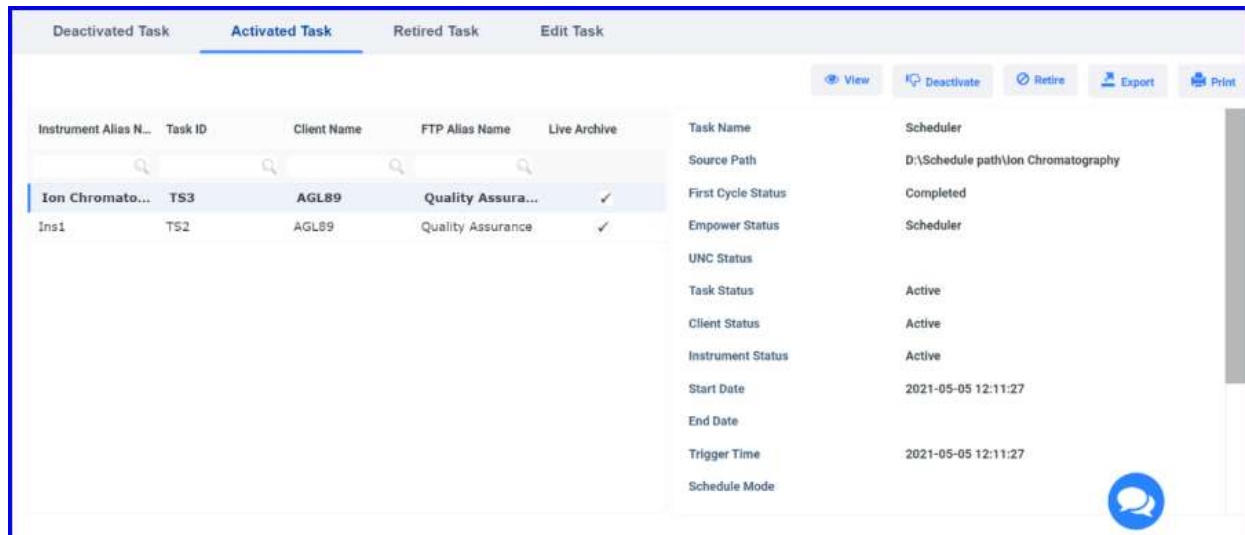 Deactivated Task Activated Task Retired Task Edit Task
View Deactivate Retire Export Print
Instrument Alias N... Task ID Client Name FTP Alias Name Live Archive
Ion Chromato... TS3 AGL89 Quality Assura... ✓
Ins1 TS2 AGL89 Quality Assurance ✓
Task Name Scheduler
Source Path D:\Schedule path\Ion Chromatography
First Cycle Status Completed
Empower Status Scheduler
UNC Status
Task Status Active
Client Status Active
Instrument Status Active
Start Date 2021-05-05 12:11:27
End Date
Trigger Time 2021-05-05 12:11:27
Schedule Mode